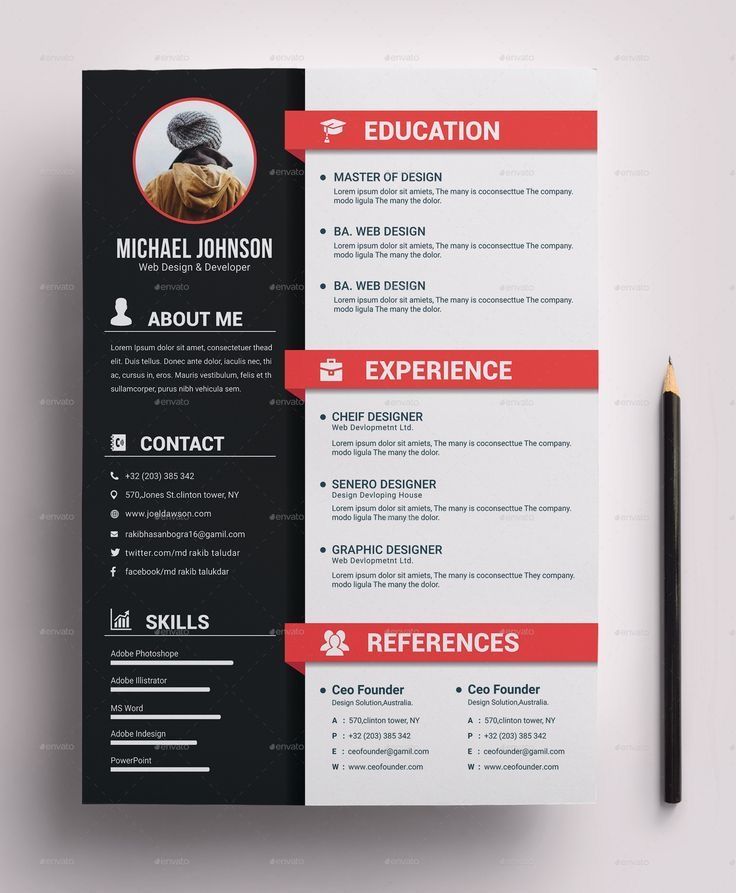 MICHAEL JOHNSON
Web Design & Developer
ABOUT ME
Lorem Ipsum dolor sit amet, consectetuer thead
elit. Duis tellus. Donec ante dolor, iaculis nec, thi
ac, cursus in, eros. Mauris vestibulum, felis et th
sullamcorper, purus nibh vehicula sem.
CONTACT
+32 (203) 385 342
570,Jones St.clinton tower, NY
www.joeldawson.com
rakibhasanbogra16@gamil.com
twitter.com/md rakib taludar
facebook/md rakib talukdar
SKILLS
Adobe Photoshope
Adobe Illistrator
MS Word
Adobe Indesign
PowerPoint
EDUCATION
MASTER OF DESIGN
Lorem ipsum dolor sit amiets, The many is coconsecttue The company.
modo ligula The many the dolor.
BA. WEB DESIGN
Lorem ipsum dolor sit amiets, The many is coconsecttue The company.
modo ligula The many the dolor.
BA. WEB DESIGN
Lorem ipsum dolor sit amiets, The many is coconsecttue The company.
modo ligula The many the dolor.
EXPERIENCE
CHEIF DESIGNER
Web Devlopmetnt Ltd.
Lorem ipsum dolor sit amiets, The many is coconsecttue The company.
modo ligula The many the dolor.
SENERO DESIGNER
Design Devloping House
Lorem ipsum dolor sit amiets, The many is coconsecttue The company.
modo ligula The many the dolor.
GRAPHIC DESIGNER
Web Devlopmetnt Ltd.
Lorem ipsum dolor sit amiets, The many is coconsecttue They company.
modo ligula The many the dolor.
REFERENCES
Ceo Founder
Design Solution,Australia.
A : 570,clinton tower, NY
P : +32 (203) 385 342
E : ceofounder@gamil.com
W : www.ceofounder.com
Ceo Founder
Design Solution,Australia.
A : 570,clinton tower, NY
P : +32 (203) 385 342
E : ceofounder@gamil.com
W : www.ceofounder.com
envato